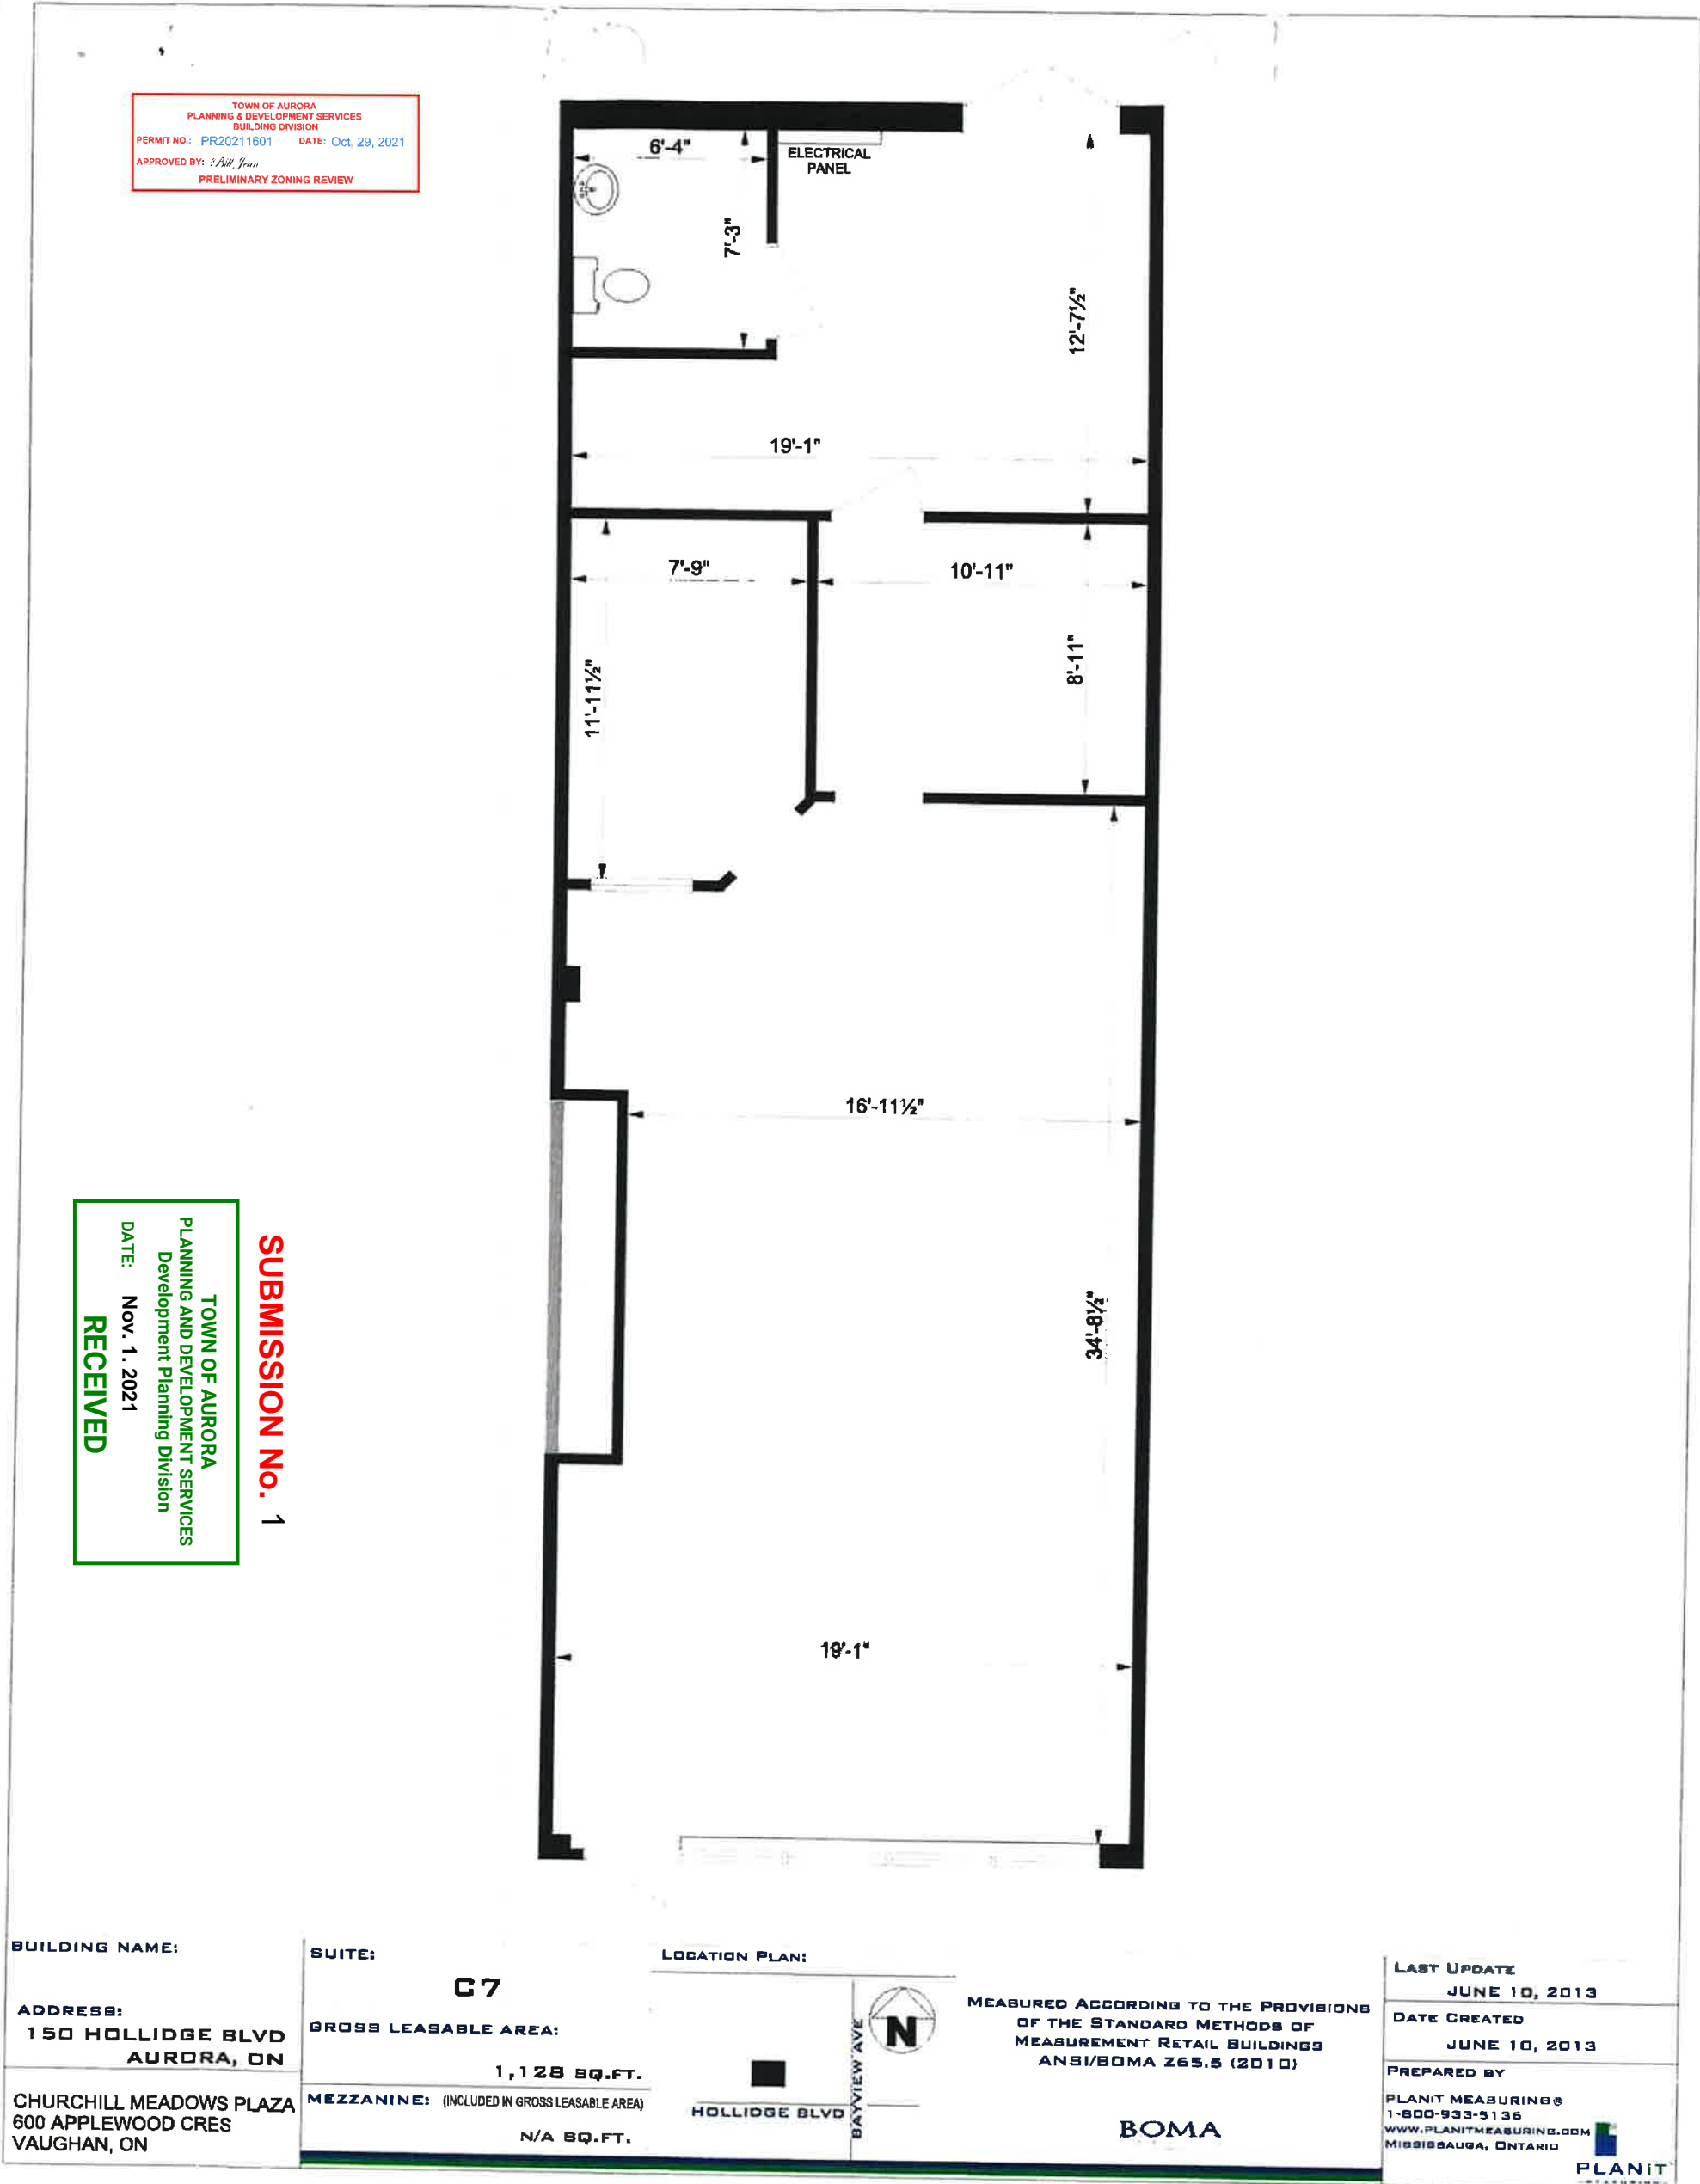 TOWN OF AURORA
PLANNING & DEVELOPMENT SERVICES
BUILDING DIVISION
PERMIT NO.: PR20211601 DATE: Oct, 29, 2021
APPROVED BY:
PRELIMINARY ZONING REVIEW
6'-4"
ELECTRICAL
PANEL
7'-3"
12'-7½"
19'-1"
7'-9"
10'-11"
8'-11"
11'-11½"
16'-11½"
34'-8½"
19'-1"
SUBMISSION No. 1
TOWN OF AURORA
PLANNING AND DEVELOPMENT SERVICES
Development Planning Division
DATE: Nov. 1. 2021
RECEIVED
BUILDING NAME:
ADDRESS:
150 HOLLIDGE BLVD
AURORA, ON
CHURCHILL MEADOWS PLAZA
600 APPLEWOOD CRES
VAUGHAN, ON
SUITE:
C7
GROSS LEASABLE AREA:
1,128 SQ.FT.
MEZZANINE: (INCLUDED IN GROSS LEASABLE AREA)
N/A SQ.FT.
LOCATION PLAN:
HOLLIDGE BLVD
BAYVIEW AVE
N
MEASURED ACCORDING TO THE PROVISIONS
OF THE STANDARD METHODS OF
MEASUREMENT RETAIL BUILDINGS
ANSI/BOMA Z65.5 (2010)
BOMA
LAST UPDATE
JUNE 10, 2013
DATE CREATED
JUNE 10, 2013
PREPARED BY
PLANIT MEASURING®
1-800-933-5136
WWW.PLANITMEASURING.COM
MISSISSAUGA, ONTARIO
PLANiT